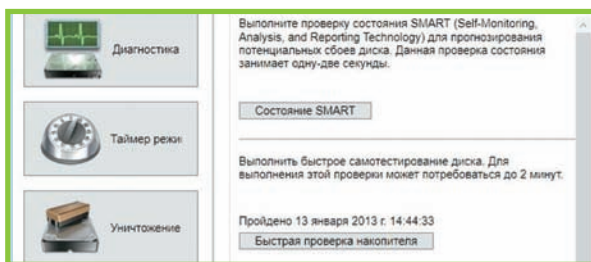 Диагностика
Таймер режи
Уничтожение
Выполните проверку состояния SMART (Self-Monitoring,
Analysis, and Reporting Technology) для прогнозирования
потенциальных сбоев диска. Данная проверка состояния
занимает одну-две секунды.
Состояние SMART
Выполнить быстрое самотестирование диска. Для
выполнения этой проверки может потребоваться до 2 минут.
Пройдено 13 января 2013 г. 14:44:33
Быстрая проверка накопителя